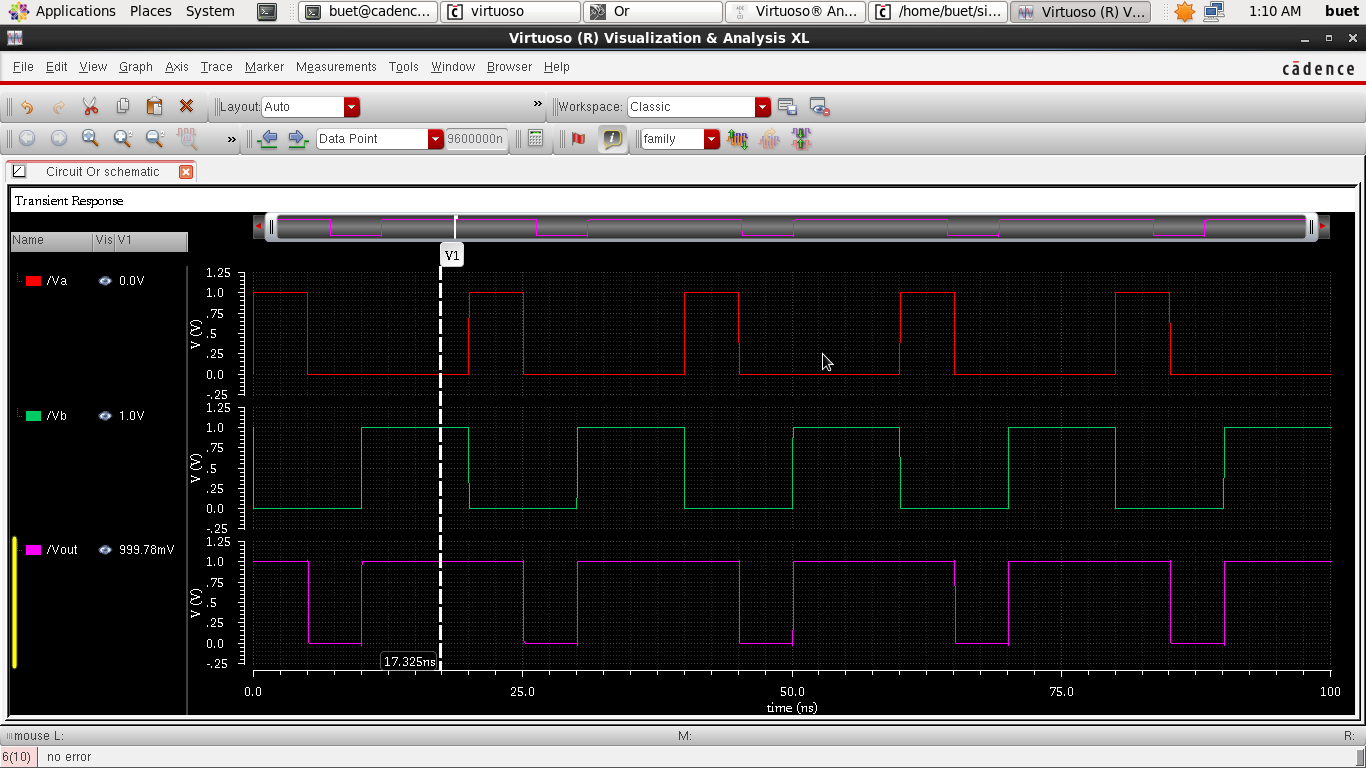 Applications Places System buet@cadenc... virtuoso Or Virtuoso® An... /home/buet/si... Virtuoso (R) V... 1:10 AM buet
Virtuoso (R) Visualization & Analysis XL
File Edit View Graph Axis Trace Marker Measurements Tools Window Browser Help cādence
Layout: Auto » Workspace: Classic
» Data Point 9600000n family
Circuit Or schematic
Transient Response
Name Vis V1
V1
/Va 0.0V
V (V)
1.25
1.0
.75
.5
.25
0.0
-.25
/Vb 1.0V
V (V)
1.25
1.0
.75
.5
.25
0.0
-.25
/Vout 999.78mV
V (V)
1.25
1.0
.75
.5
.25
0.0
-.25
17.325ns
0.0 25.0 50.0 75.0 100
time (ns)
mouse L: M: R:
6(10) no error